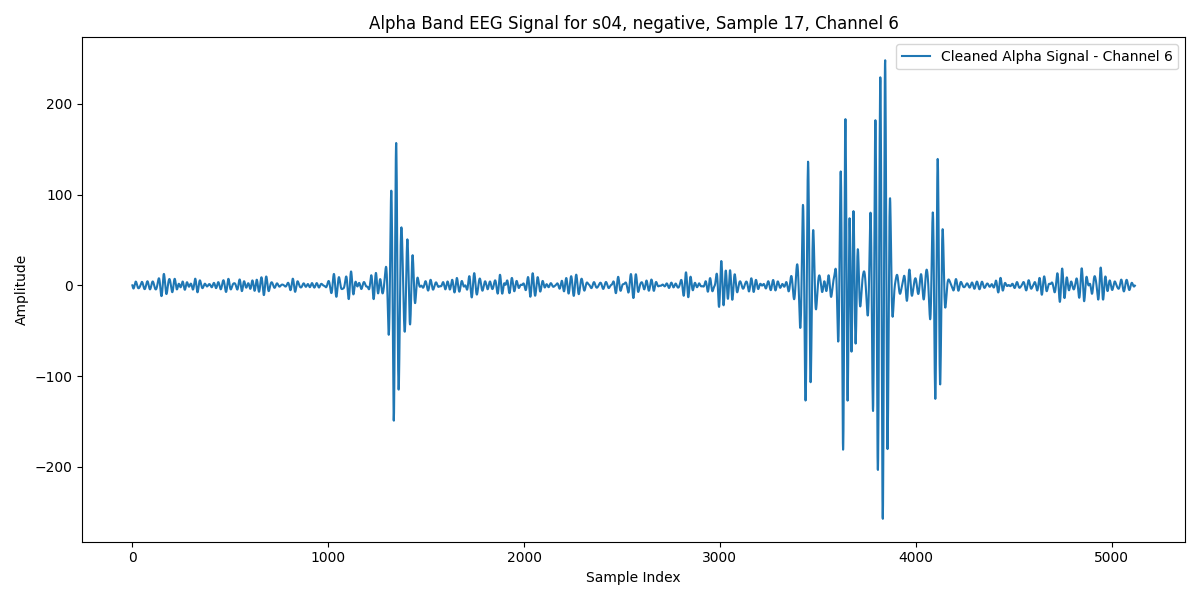 Alpha Band EEG Signal for s04, negative, Sample 17, Channel 6
Cleaned Alpha Signal - Channel 6
Amplitude
200
100
0
−100
−200
0 1000 2000 3000 4000 5000
Sample Index